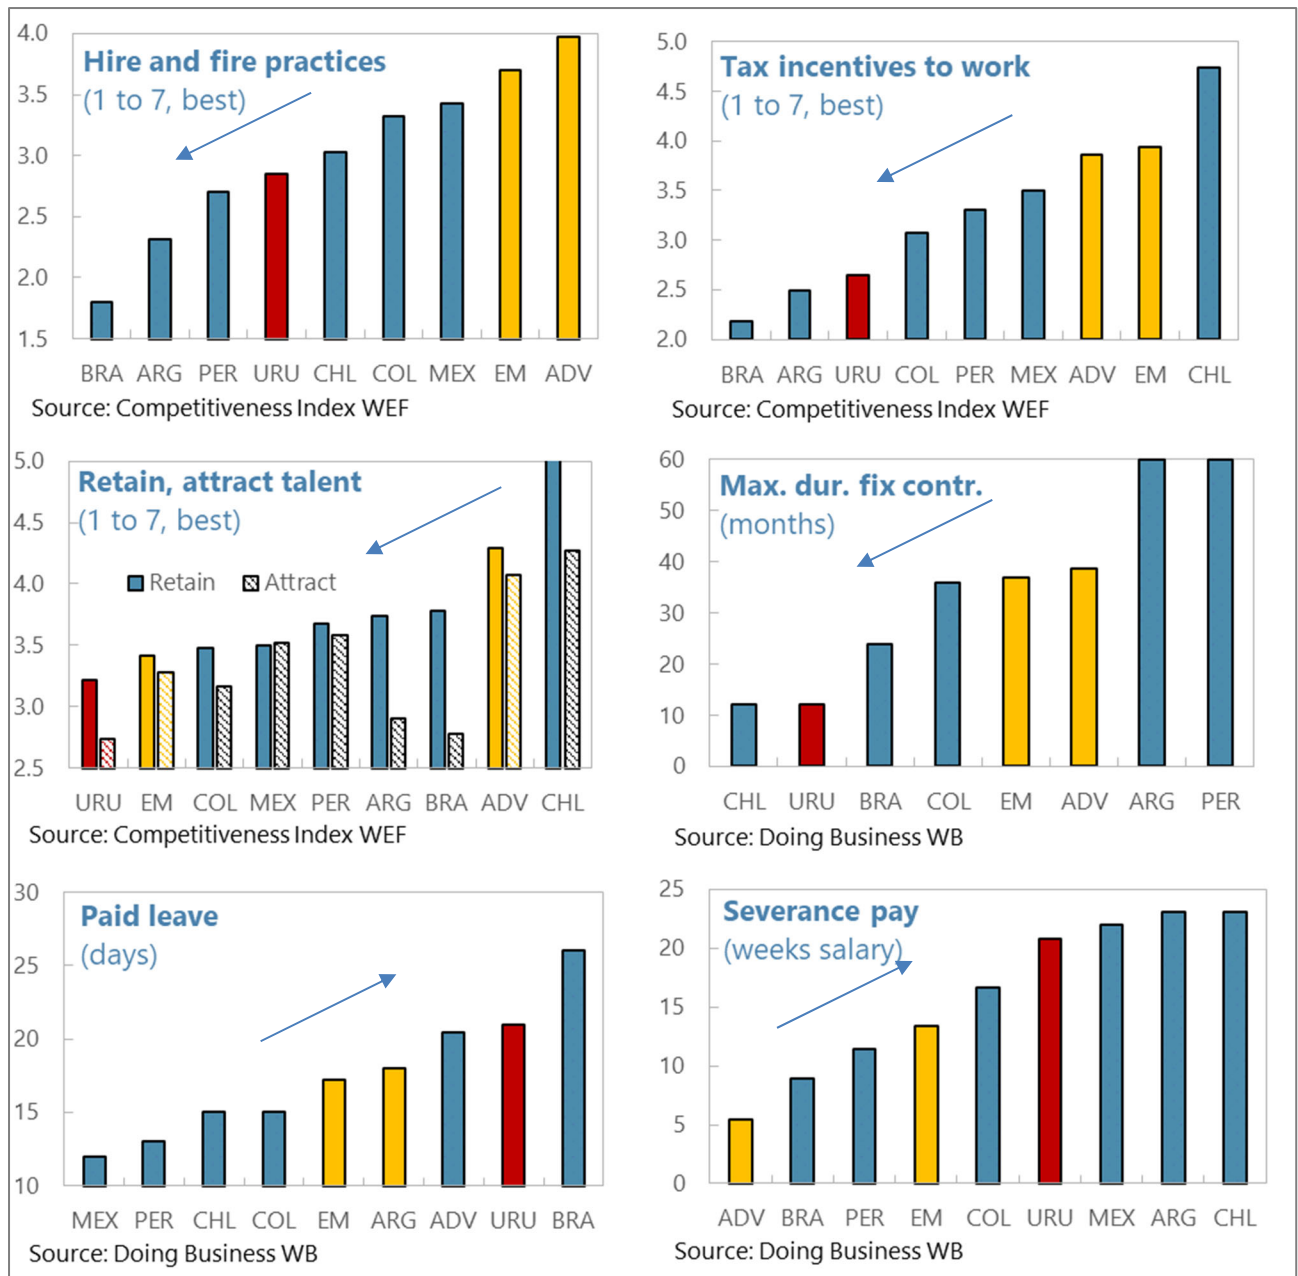 Hire and fire practices
(1 to 7, best)
4.0
3.5
3.0
2.5
2.0
1.5
BRA ARG PER URU CHL COL MEX EM ADV
Source: Competitiveness Index WEF
Tax incentives to work
(1 to 7, best)
5.0
4.5
4.0
3.5
3.0
2.5
2.0
BRA ARG URU COL PER MEX ADV EM CHL
Source: Competitiveness Index WEF
Retain, attract talent
(1 to 7, best)
Retain Attract
5.0
4.5
4.0
3.5
3.0
2.5
URU EM COL MEX PER ARG BRA ADV CHL
Source: Competitiveness Index WEF
Max. dur. fix contr.
(months)
60
50
40
30
20
10
0
CHL URU BRA COL EM ADV ARG PER
Source: Doing Business WB
Paid leave
(days)
30
25
20
15
10
MEX PER CHL COL EM ARG ADV URU BRA
Source: Doing Business WB
Severance pay
(weeks salary)
25
20
15
10
5
0
ADV BRA PER EM COL URU MEX ARG CHL
Source: Doing Business WB